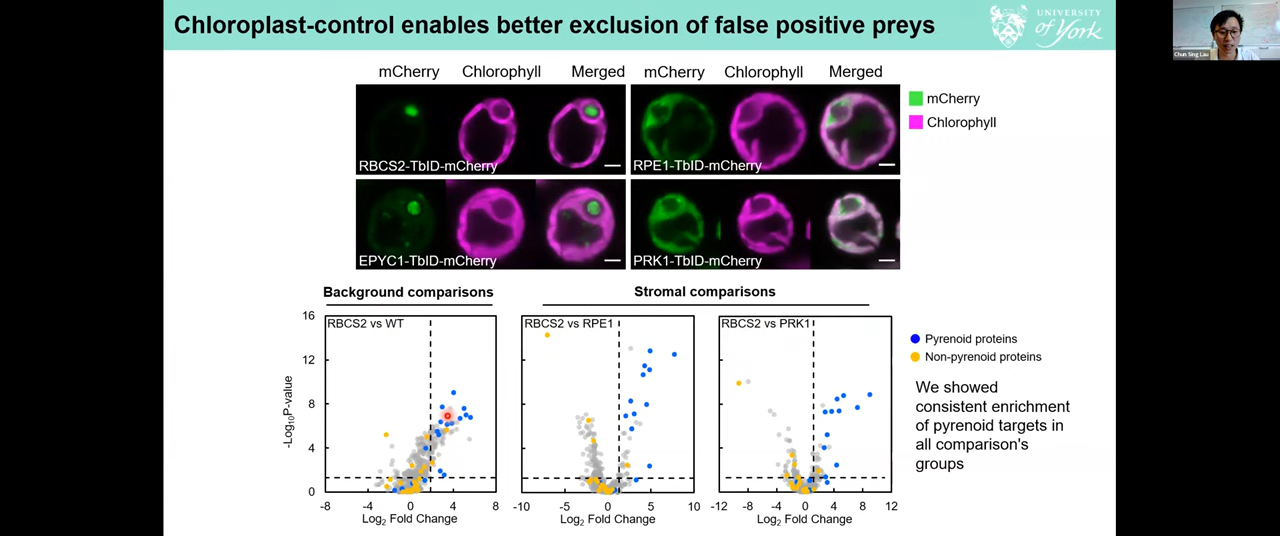 Chloroplast-control enables better exclusion of false positive preys
UNIVERSITY
of York
Chun Sing Lau
mCherry Chlorophyll Merged mCherry Chlorophyll Merged
mCherry
Chlorophyll
RBCS2-TbID-mCherry RPE1-TbID-mCherry
EPYC1-TbID-mCherry PRK1-TbID-mCherry
Background comparisons Stromal comparisons
RBCS2 vs WT RBCS2 vs RPE1 RBCS2 vs PRK1
16
12
8
4
0
-Log10P-value
-8 -4 0 4 8
-10 -5 0 5 10
-12 -8 -4 0 4 8 12
Log2 Fold Change Log2 Fold Change Log2 Fold Change
Pyrenoid proteins
Non-pyrenoid proteins
We showed
consistent enrichment
of pyrenoid targets in
all comparison's
groups